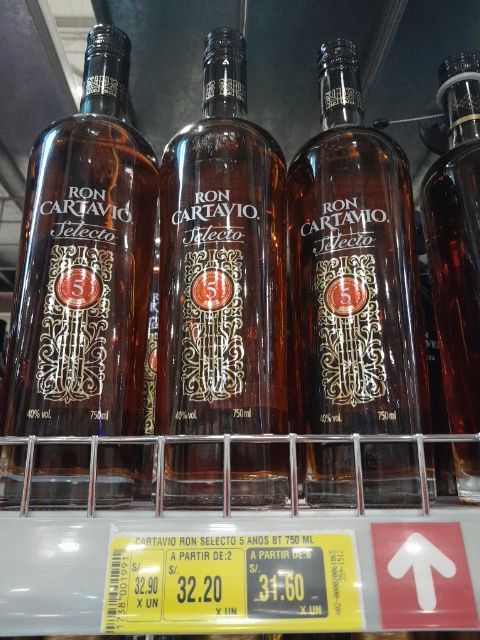 RON
CARTAVIO
Selecto
5
40% vol. 750ml
RON
CARTAVIO
Selecto
5
40% vol. 750ml
RON
CARTAVIO
Selecto
5
40% vol. 750ml
CARTAVIO RON SELECTO 5 ANOS BT 750 ML
S/.
32.90
X UN
A PARTIR DE:2
S/.
32.20
X UN
A PARTIR DE:6
S/.
31.60
X UN